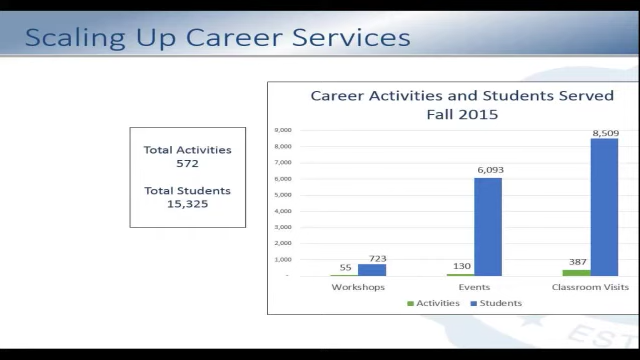 Scaling Up Career Services
Total Activities
572
Total Students
15,325
Career Activities and Students Served
Fall 2015
9,000
8,000
7,000
6,000
5,000
4,000
3,000
2,000
1,000
-
55
723
130
6,093
387
8,509
Workshops
Events
Classroom Visits
Activities
Students
EST